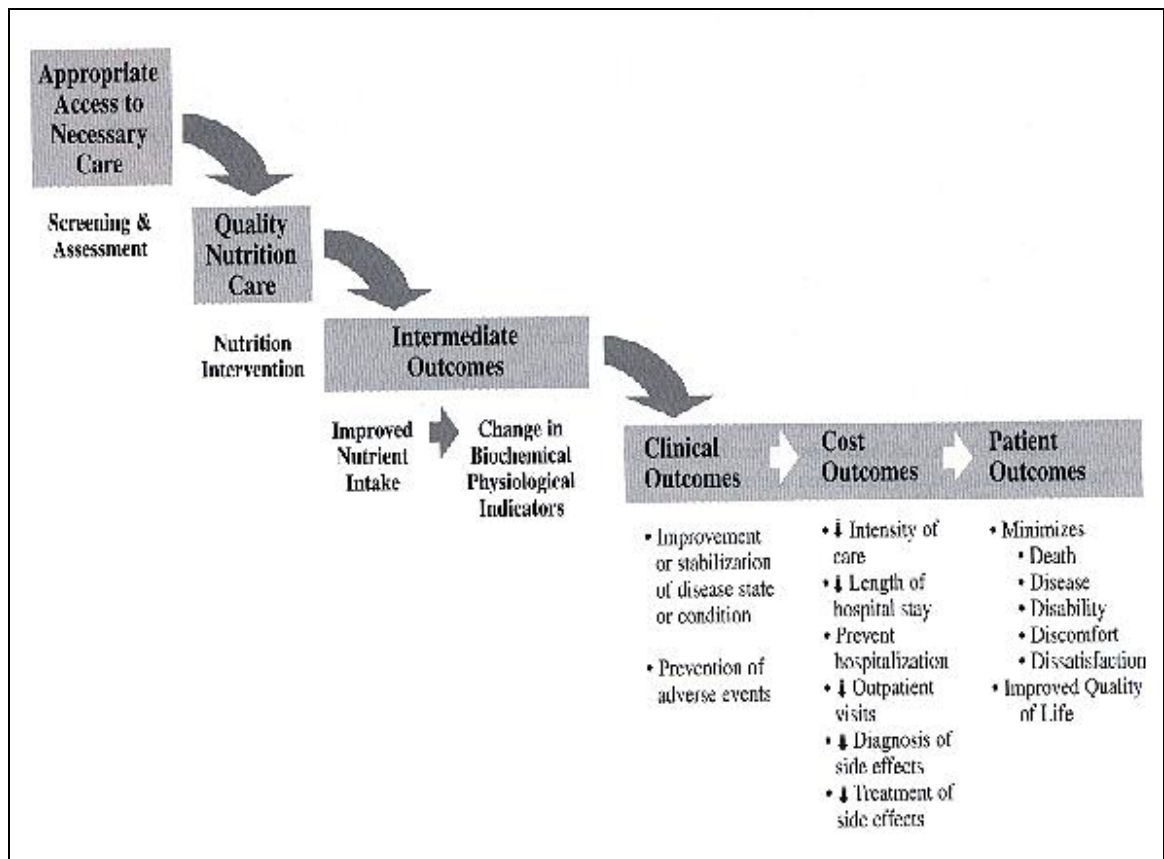 Appropriate
Access to
Necessary
Care
Screening &
Assessment
Quality
Nutrition
Care
Nutrition
Intervention
Intermediate
Outcomes
Improved
Nutrient
Intake
Change in
Biochemical
Physiological
Indicators
Clinical
Outcomes
• Improvement
or stabilization
of disease state
or condition
• Prevention of
adverse events
Cost
Outcomes
• ↓ Intensity of
care
• ↓ Length of
hospital stay
• Prevent
hospitalization
• ↓ Outpatient
visits
• ↓ Diagnosis of
side effects
• ↓ Treatment of
side effects
Patient
Outcomes
• Minimizes
• Death
• Disease
• Disability
• Discomfort
• Dissatisfaction
• Improved Quality
of Life